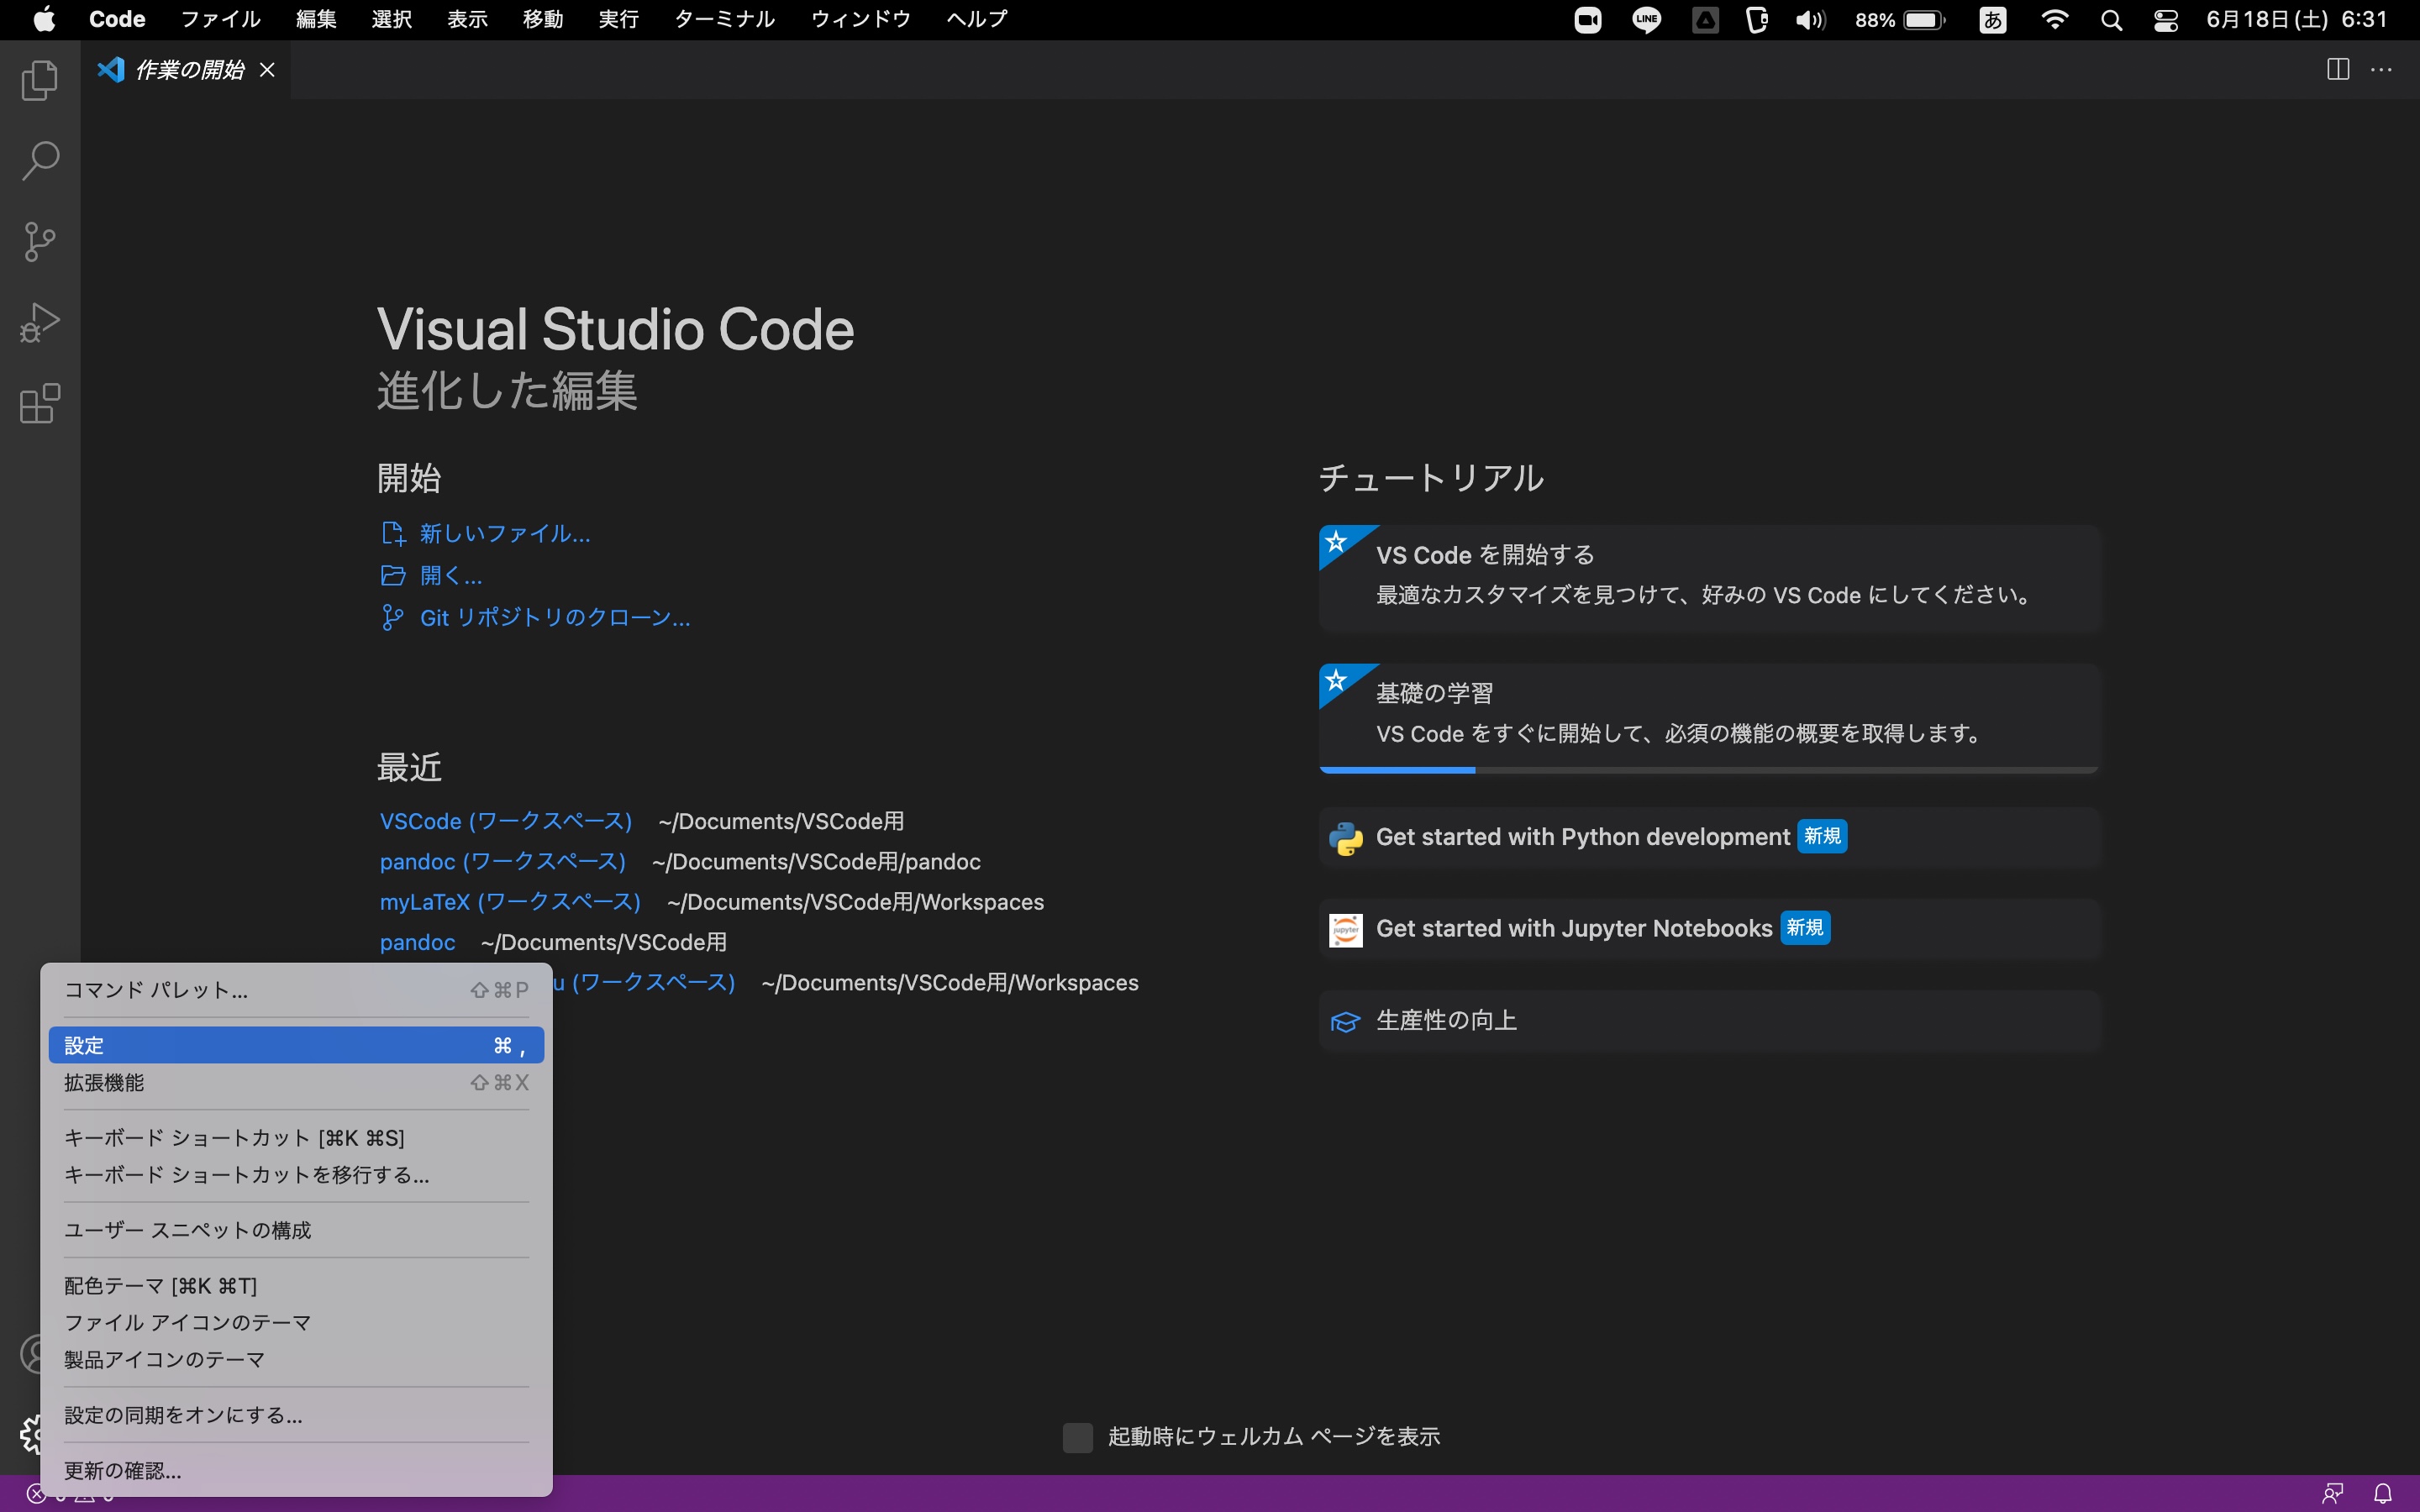 Code ファイル 編集 選択 表示 移動 実行 ターミナル ウィンドウ ヘルプ LINE 88% あ 6月18日(土) 6:31
作業の開始
Visual Studio Code
進化した編集
開始
新しいファイル...
開く...
Git リポジトリのクローン...
最近
VSCode (ワークスペース) ~/Documents/VSCode用
pandoc (ワークスペース) ~/Documents/VSCode用/pandoc
myLaTeX (ワークスペース) ~/Documents/VSCode用/Workspaces
pandoc ~/Documents/VSCode用
u (ワークスペース) ~/Documents/VSCode用/Workspaces
チュートリアル
VS Code を開始する
最適なカスタマイズを見つけて、好みの VS Code にしてください。
基礎の学習
VS Code をすぐに開始して、必須の機能の概要を取得します。
Get started with Python development 新規
jupyter
Get started with Jupyter Notebooks 新規
生産性の向上
コマンド パレット... ⇧⌘P
設定 ⌘ ,
拡張機能 ⇧⌘X
キーボード ショートカット [⌘K ⌘S]
キーボード ショートカットを移行する...
ユーザー スニペットの構成
配色テーマ [⌘K ⌘T]
ファイル アイコンのテーマ
製品アイコンのテーマ
設定の同期をオンにする...
更新の確認...
起動時にウェルカム ページを表示